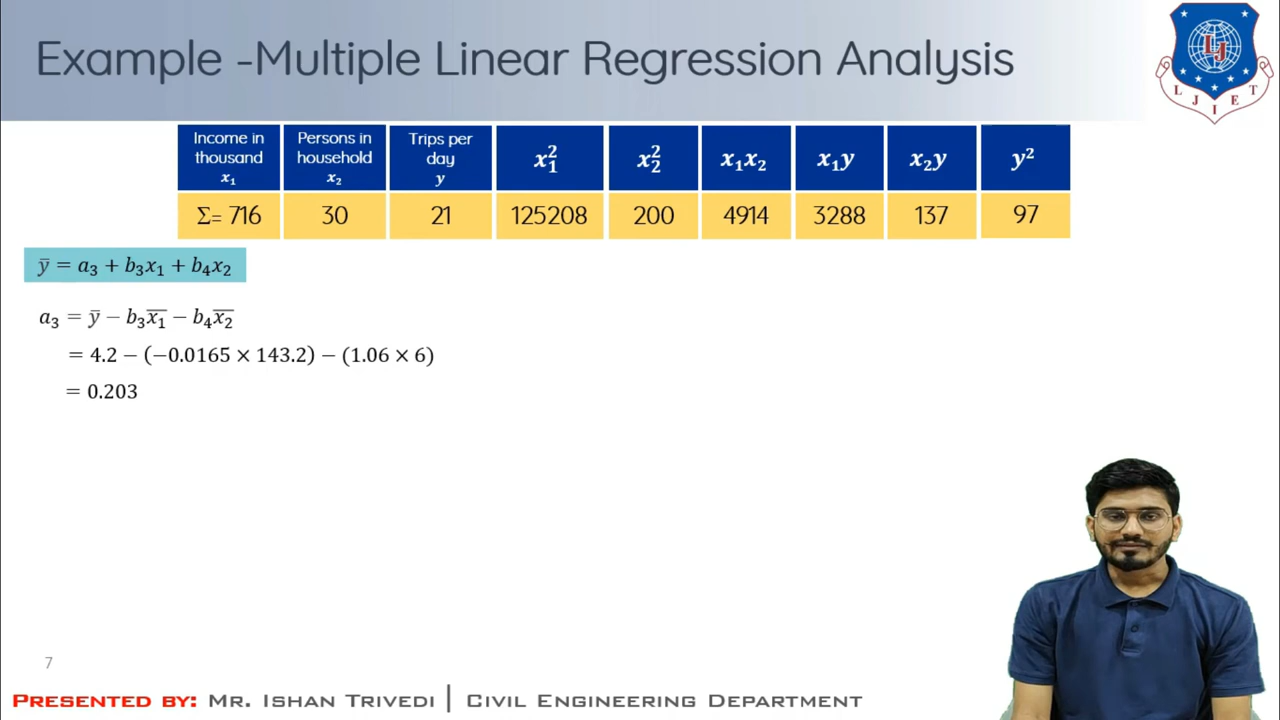 Example -Multiple Linear Regression Analysis
LJ
LJIET
Income in thousand x₁ | Persons in household x₂ | Trips per day y | x₁² | x₂² | x₁x₂ | x₁y | x₂y | y²
Σ= 716 | 30 | 21 | 125208 | 200 | 4914 | 3288 | 137 | 97
ȳ = a₃ + b₃x₁ + b₄x₂
a₃ = ȳ − b₃x̄₁ − b₄x̄₂
= 4.2 − (−0.0165 × 143.2) − (1.06 × 6)
= 0.203
7
PRESENTED BY: MR. ISHAN TRIVEDI | CIVIL ENGINEERING DEPARTMENT